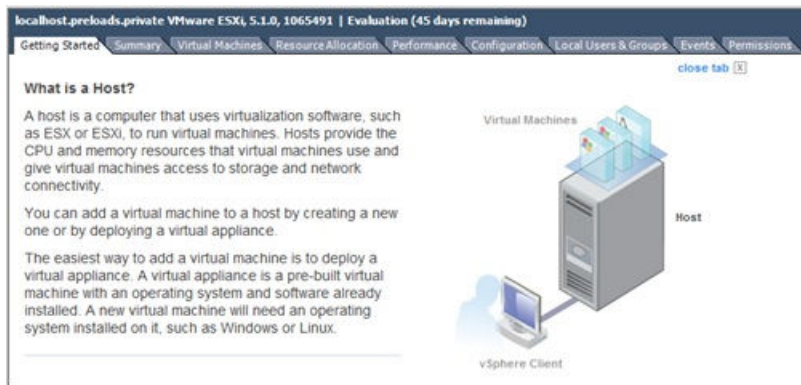 localhost.preloads.private VMware ESXi, 5.1.0, 1065491 | Evaluation (45 days remaining)
Getting Started Summary Virtual Machines Resource Allocation Performance Configuration Local Users & Groups Events Permissions
close tab X
What is a Host?
A host is a computer that uses virtualization software, such
as ESX or ESXi, to run virtual machines. Hosts provide the
CPU and memory resources that virtual machines use and
give virtual machines access to storage and network
connectivity.
You can add a virtual machine to a host by creating a new
one or by deploying a virtual appliance.
The easiest way to add a virtual machine is to deploy a
virtual appliance. A virtual appliance is a pre-built virtual
machine with an operating system and software already
installed. A new virtual machine will need an operating
system installed on it, such as Windows or Linux.
Virtual Machines
Host
vSphere Client